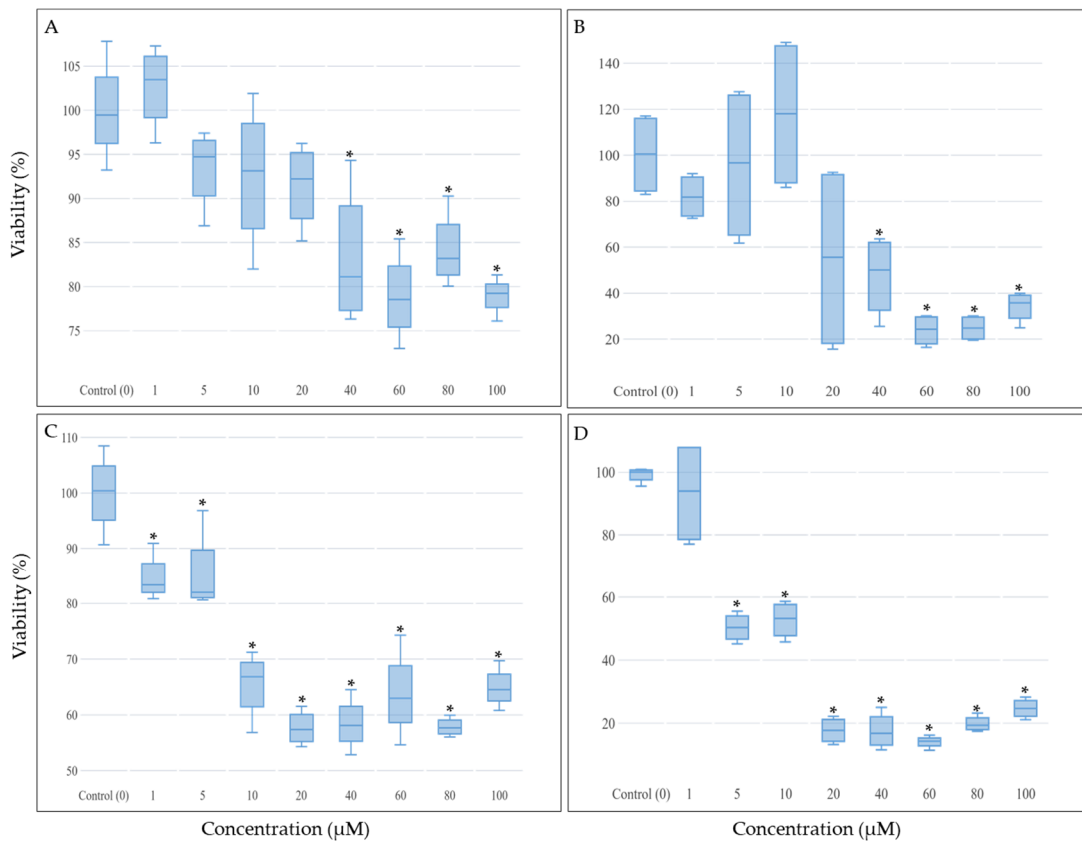 A
B
105
100
95
90
85
80
75
* * * *
140
120
100
80
60
40
20
* * * *
Viability (%)
Control (0) 1 5 10 20 40 60 80 100
Control (0) 1 5 10 20 40 60 80 100
C
D
110
100
90
80
70
60
50
* * * * * * * *
100
80
60
40
20
* * * * * * *
Viability (%)
Control (0) 1 5 10 20 40 60 80 100
Control (0) 1 5 10 20 40 60 80 100
Concentration (µM)
Concentration (µM)